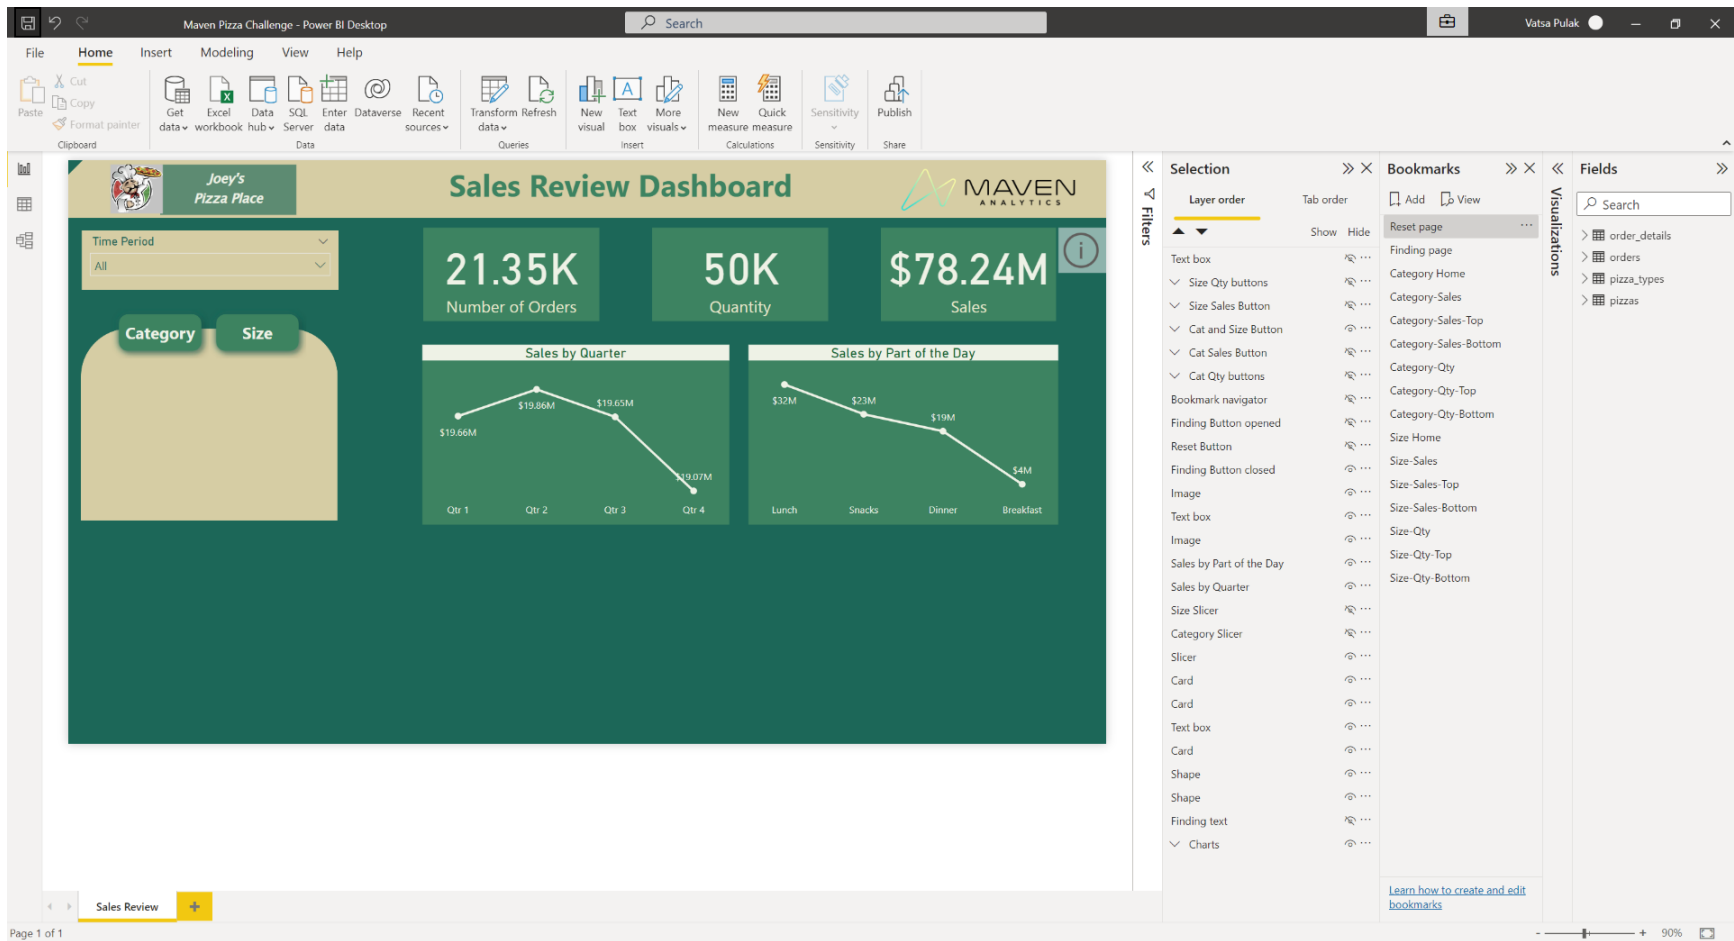 Maven Pizza Challenge - Power BI Desktop
Search
Vatsa Pulak
File Home Insert Modeling View Help
Paste
Cut
Copy
Format painter
Clipboard
Get data
Excel workbook
Data hub
SQL Server
Enter data
Dataverse
Recent sources
Data
Transform data
Refresh
Queries
New visual
Text box
More visuals
Insert
New measure
Quick measure
Calculations
Sensitivity
Sensitivity
Publish
Share
Joey's
Pizza Place
Sales Review Dashboard
MAVEN
ANALYTICS
Time Period
All
Category
Size
21.35K
Number of Orders
50K
Quantity
$78.24M
Sales
i
Sales by Quarter
$19.66M
$19.86M
$19.65M
$19.07M
Qtr 1 Qtr 2 Qtr 3 Qtr 4
Sales by Part of the Day
$32M
$23M
$19M
$4M
Lunch Snacks Dinner Breakfast
Filters
Selection
Layer order
Tab order
Show Hide
Text box
Size Qty buttons
Size Sales Button
Cat and Size Button
Cat Sales Button
Cat Qty buttons
Bookmark navigator
Finding Button opened
Reset Button
Finding Button closed
Image
Text box
Image
Sales by Part of the Day
Sales by Quarter
Size Slicer
Category Slicer
Slicer
Card
Card
Text box
Card
Shape
Shape
Finding text
Charts
Bookmarks
Add
View
Reset page
Finding page
Category Home
Category-Sales
Category-Sales-Top
Category-Sales-Bottom
Category-Qty
Category-Qty-Top
Category-Qty-Bottom
Size Home
Size-Sales
Size-Sales-Top
Size-Sales-Bottom
Size-Qty
Size-Qty-Top
Size-Qty-Bottom
Learn how to create and edit
bookmarks
Visualizations
Fields
Search
order_details
orders
pizza_types
pizzas
Sales Review
+
Page 1 of 1
- + 90%